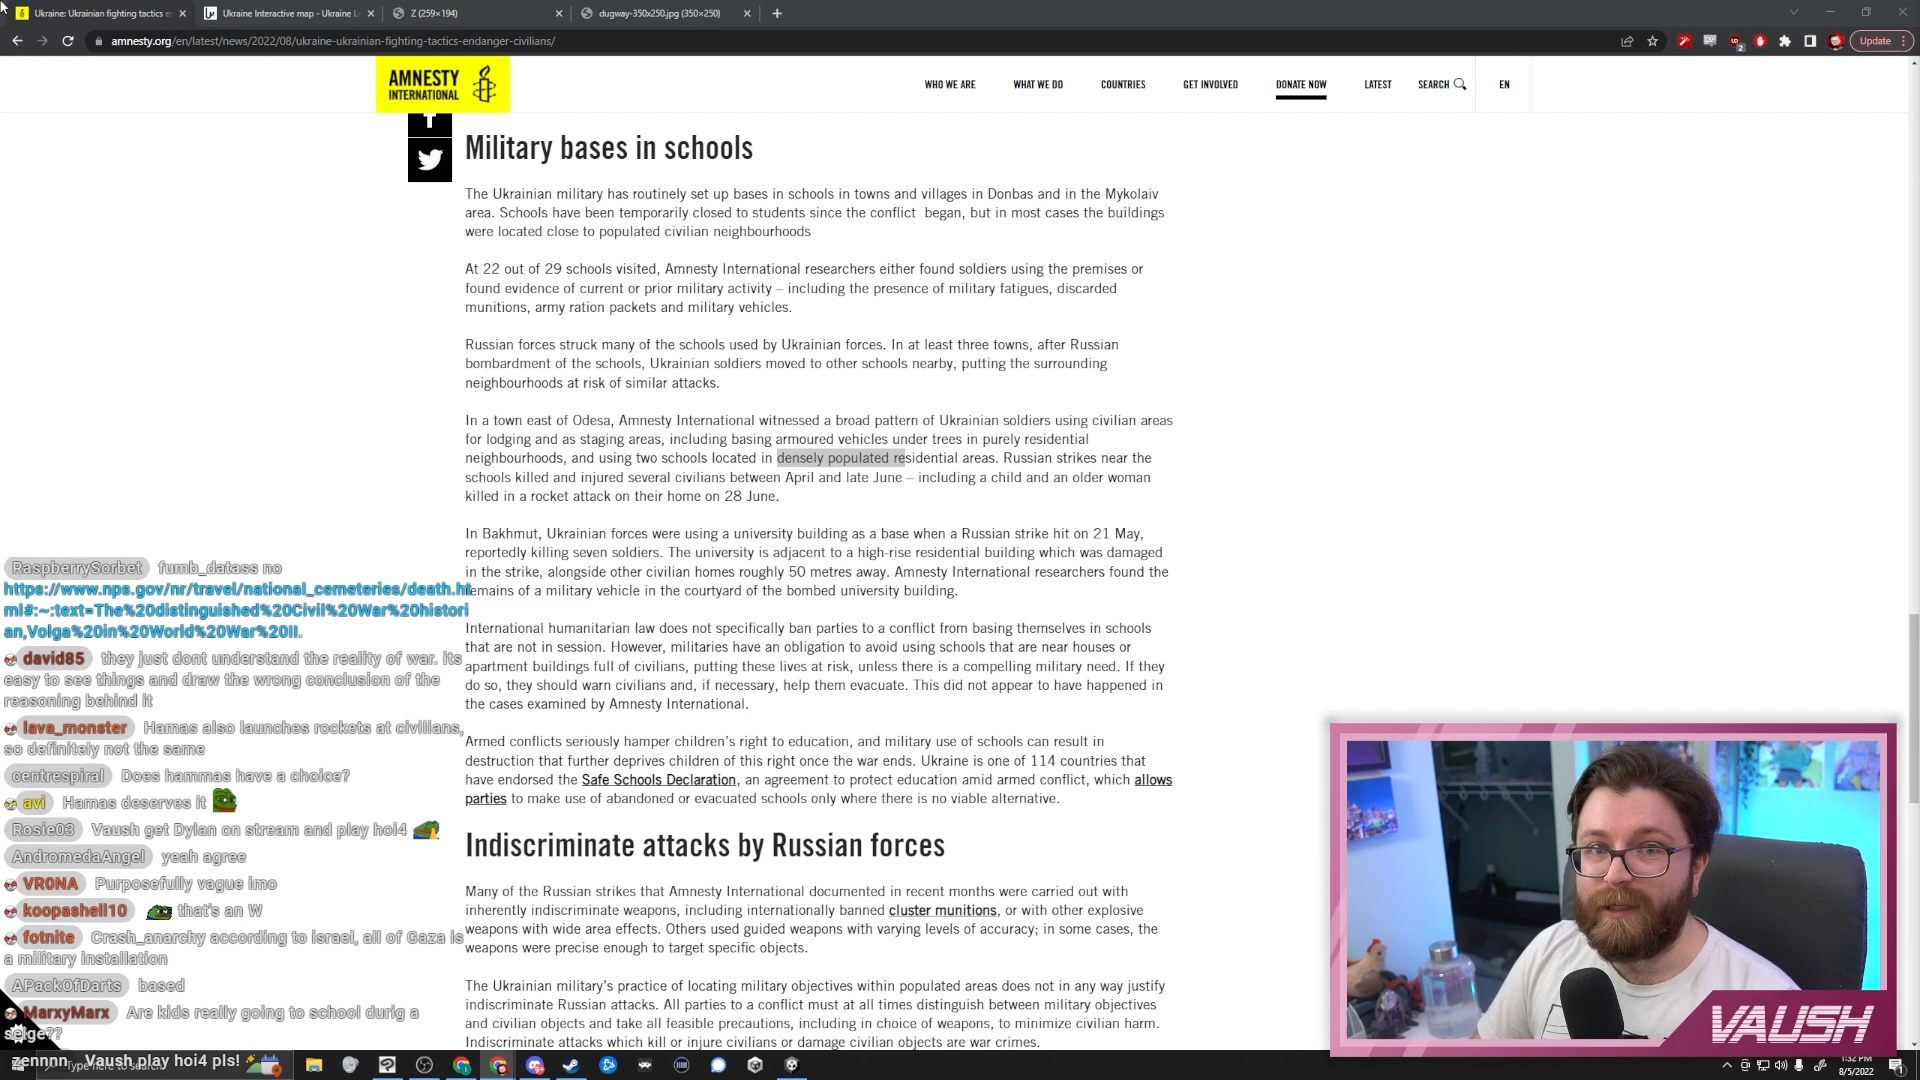 Ukraine: Ukrainian fighting tactics e
Ukraine Interactive map - Ukraine L
Z (259×194)
dugway-350x250.jpg (350×250)
amnesty.org/en/latest/news/2022/08/ukraine-ukrainian-fighting-tactics-endanger-civilians/
2
Update
AMNESTY
INTERNATIONAL
WHO WE ARE
WHAT WE DO
COUNTRIES
GET INVOLVED
DONATE NOW
LATEST
SEARCH
EN
Military bases in schools
The Ukrainian military has routinely set up bases in schools in towns and villages in Donbas and in the Mykolaiv
area. Schools have been temporarily closed to students since the conflict began, but in most cases the buildings
were located close to populated civilian neighbourhoods
At 22 out of 29 schools visited, Amnesty International researchers either found soldiers using the premises or
found evidence of current or prior military activity – including the presence of military fatigues, discarded
munitions, army ration packets and military vehicles.
Russian forces struck many of the schools used by Ukrainian forces. In at least three towns, after Russian
bombardment of the schools, Ukrainian soldiers moved to other schools nearby, putting the surrounding
neighbourhoods at risk of similar attacks.
In a town east of Odesa, Amnesty International witnessed a broad pattern of Ukrainian soldiers using civilian areas
for lodging and as staging areas, including basing armoured vehicles under trees in purely residential
neighbourhoods, and using two schools located in densely populated residential areas. Russian strikes near the
schools killed and injured several civilians between April and late June – including a child and an older woman
killed in a rocket attack on their home on 28 June.
In Bakhmut, Ukrainian forces were using a university building as a base when a Russian strike hit on 21 May,
reportedly killing seven soldiers. The university is adjacent to a high-rise residential building which was damaged
in the strike, alongside other civilian homes roughly 50 metres away. Amnesty International researchers found the
remains of a military vehicle in the courtyard of the bombed university building.
International humanitarian law does not specifically ban parties to a conflict from basing themselves in schools
that are not in session. However, militaries have an obligation to avoid using schools that are near houses or
apartment buildings full of civilians, putting these lives at risk, unless there is a compelling military need. If they
do so, they should warn civilians and, if necessary, help them evacuate. This did not appear to have happened in
the cases examined by Amnesty International.
Armed conflicts seriously hamper children's right to education, and military use of schools can result in
destruction that further deprives children of this right once the war ends. Ukraine is one of 114 countries that
have endorsed the Safe Schools Declaration, an agreement to protect education amid armed conflict, which allows
parties to make use of abandoned or evacuated schools only where there is no viable alternative.
Indiscriminate attacks by Russian forces
Many of the Russian strikes that Amnesty International documented in recent months were carried out with
inherently indiscriminate weapons, including internationally banned cluster munitions, or with other explosive
weapons with wide area effects. Others used guided weapons with varying levels of accuracy; in some cases, the
weapons were precise enough to target specific objects.
The Ukrainian military's practice of locating military objectives within populated areas does not in any way justify
indiscriminate Russian attacks. All parties to a conflict must at all times distinguish between military objectives
and civilian objects and take all feasible precautions, including in choice of weapons, to minimize civilian harm.
Indiscriminate attacks which kill or injure civilians or damage civilian objects are war crimes.
RaspberrySorbet fumb_datass no
https://www.nps.gov/nr/travel/national_cemeteries/death.ht
ml#:~:text=The%20distinguished%20Civil%20War%20histori
an,Volga%20in%20World%20War%20II.
david85 they just dont understand the reality of war. its
easy to see things and draw the wrong conclusion of the
reasoning behind it
lava_monster Hamas also launches rockets at civilians,
so definitely not the same
centrespiral Does hammas have a choice?
avi Hamas deserves it
Rosie03 Vaush get Dylan on stream and play hoi4
AndromedaAngel yeah agree
VR0NA Purposefully vague imo
koopashell10 that's an W
fotnite Crash_anarchy according to israel, all of Gaza is
a military installation
APackOfDarts based
MarxyMarx Are kids really going to school durig a
seige??
zennnn Vaush play hoi4 pls!
Type here to search
VAUSH
1:32 PM
8/5/2022